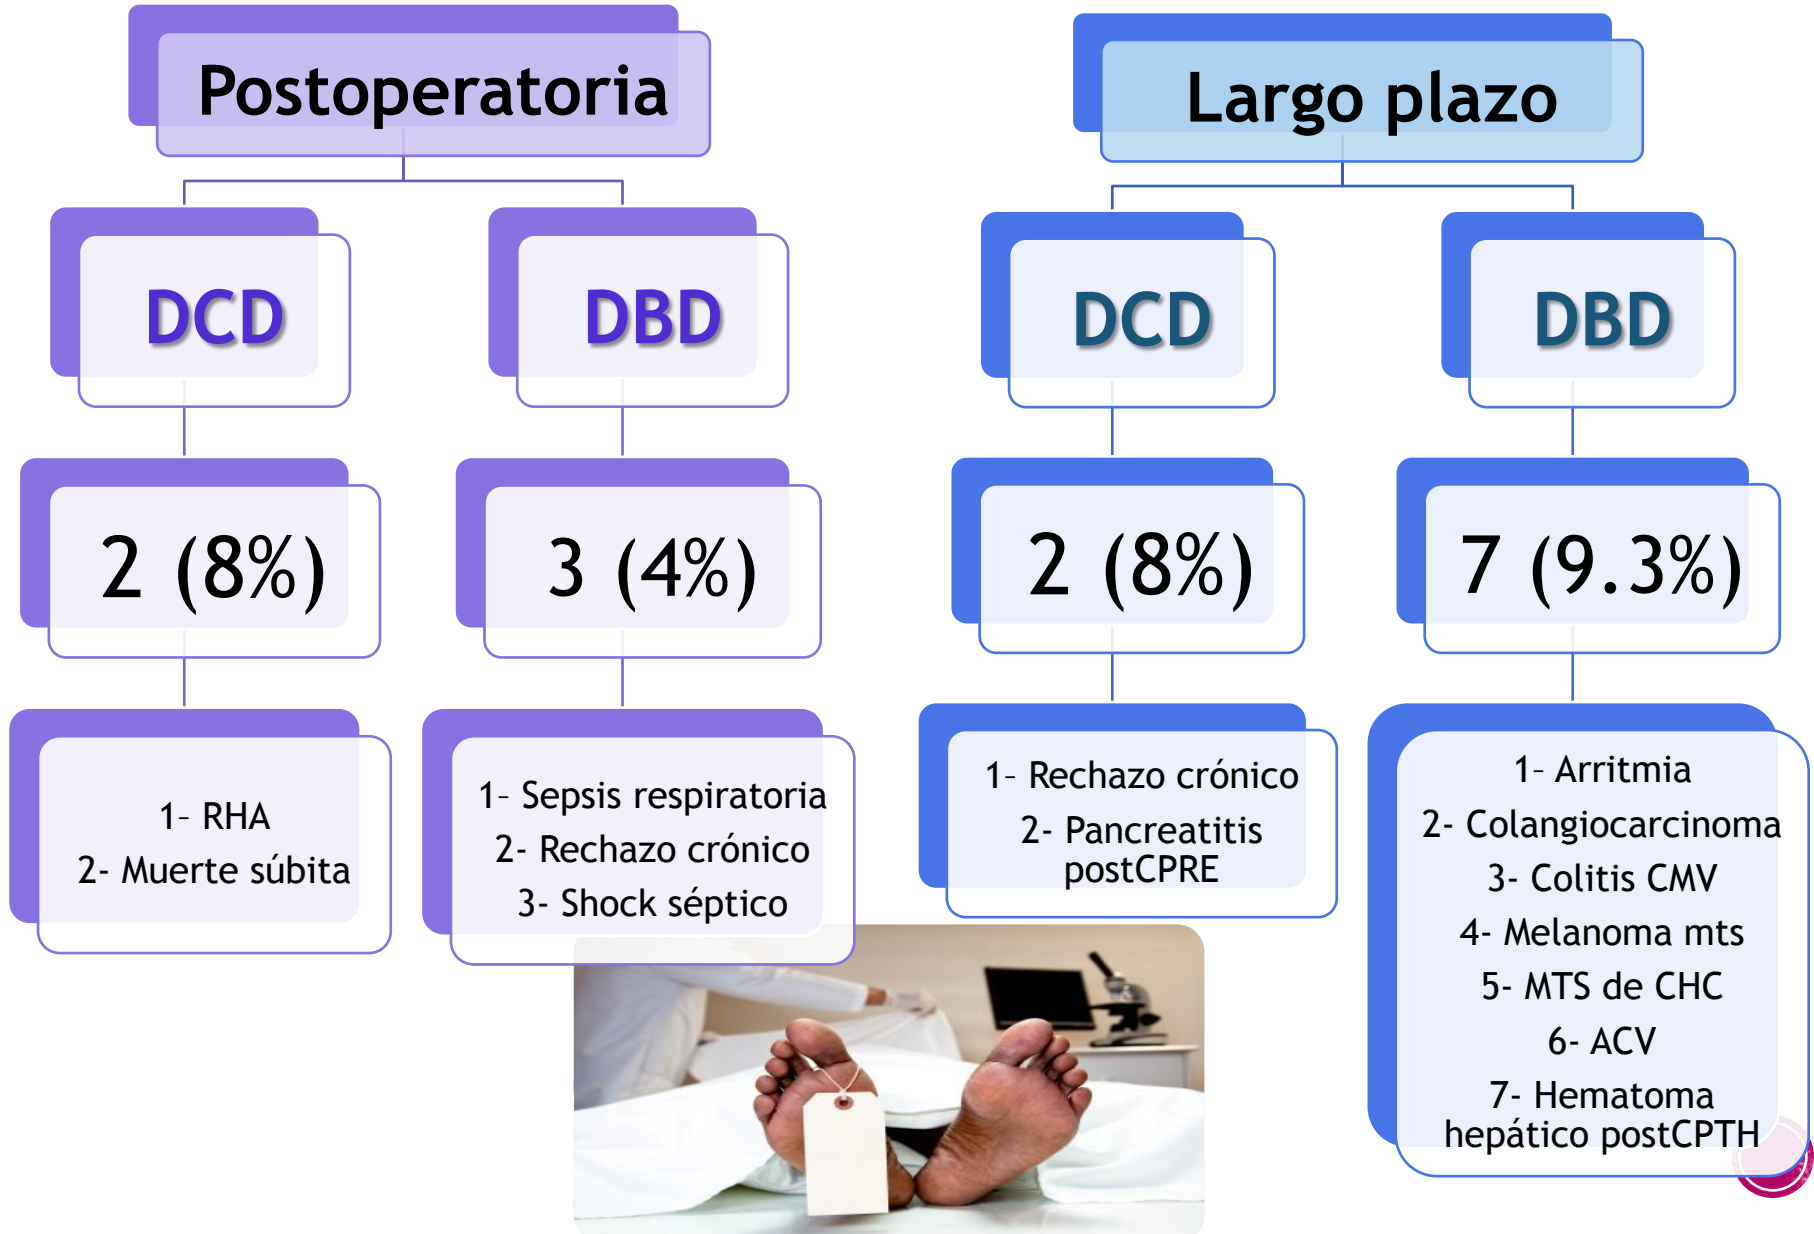 Postoperatoria
DCD
DBD
2 (8%)
3 (4%)
1- RHA
2- Muerte súbita
1- Sepsis respiratoria
2- Rechazo crónico
3- Shock séptico
Largo plazo
DCD
DBD
2 (8%)
7 (9.3%)
1- Rechazo crónico
2- Pancreatitis
postCPRE
1- Arritmia
2- Colangiocarcinoma
3- Colitis CMV
4- Melanoma mts
5- MTS de CHC
6- ACV
7- Hematoma
hepático postCPTH